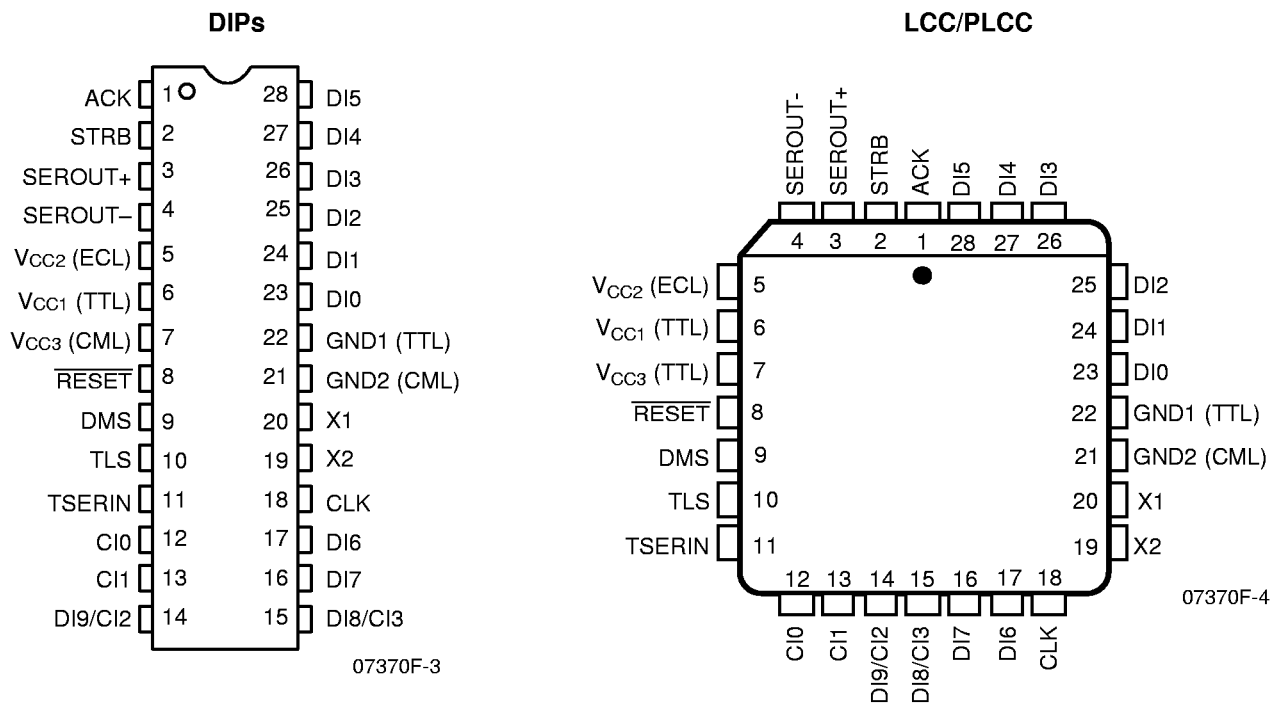 DIPs
ACK 1 28 DI5
STRB 2 27 DI4
SEROUT+ 3 26 DI3
SEROUT– 4 25 DI2
VCC2 (ECL) 5 24 DI1
VCC1 (TTL) 6 23 DI0
VCC3 (CML) 7 22 GND1 (TTL)
RESET 8 21 GND2 (CML)
DMS 9 20 X1
TLS 10 19 X2
TSERIN 11 18 CLK
CI0 12 17 DI6
CI1 13 16 DI7
DI9/CI2 14 15 DI8/CI3
07370F-3
LCC/PLCC
SEROUT- SEROUT+ STRB ACK DI5 DI4 DI3
4 3 2 1 28 27 26
VCC2 (ECL) 5 25 DI2
VCC1 (TTL) 6 24 DI1
VCC3 (TTL) 7 23 DI0
RESET 8 22 GND1 (TTL)
DMS 9 21 GND2 (CML)
TLS 10 20 X1
TSERIN 11 19 X2
12 13 14 15 16 17 18
CI0 CI1 DI9/CI2 DI8/CI3 DI7 DI6 CLK
07370F-4